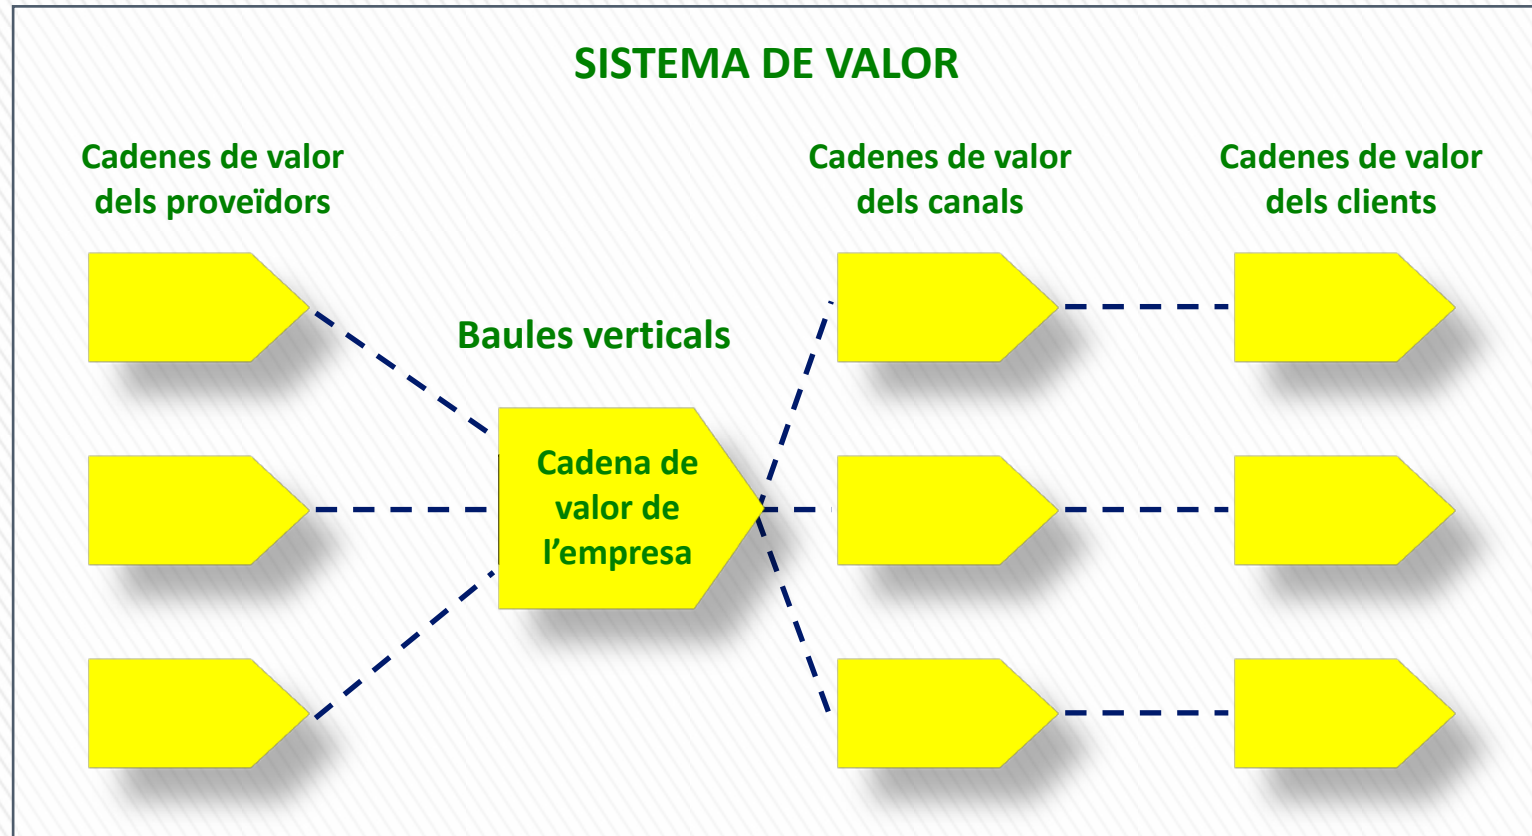 SISTEMA DE VALOR
Cadenes de valor
dels proveïdors
Cadenes de valor
dels canals
Cadenes de valor
dels clients
Baules verticals
Cadena de
valor de
l’empresa